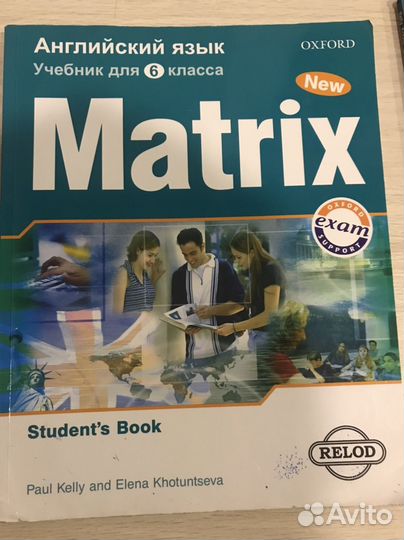 Английский язык
OXFORD
Учебник для 6 класса
New
Matrix
OXFORD
exam
SUPPORT
Student's Book
RELOD
Paul Kelly and Elena Khotuntseva
Avito